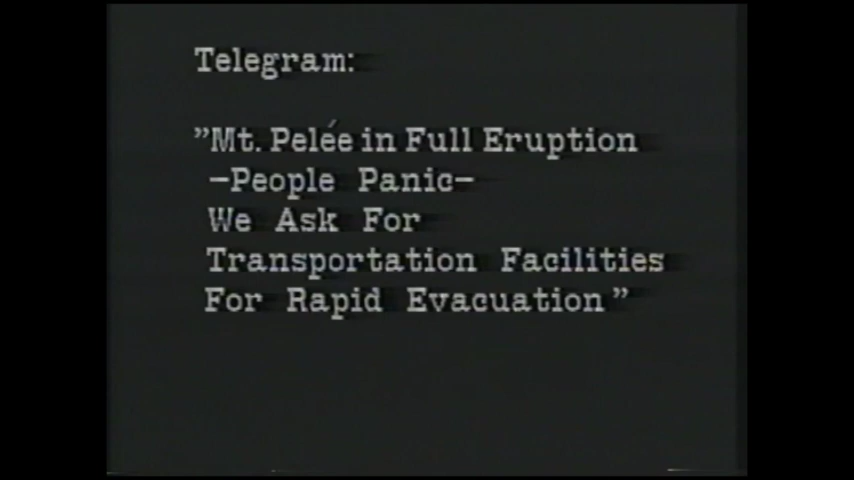 Telegram:
”Mt. Pelée in Full Eruption
–People Panic–
We Ask For
Transportation Facilities
For Rapid Evacuation”